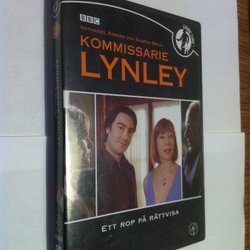 BBC
NATHANIEL PARKER OCH SHARON SMALL
KOMMISSARIE
LYNLEY
ETT ROP PÅ RÄTTVISA